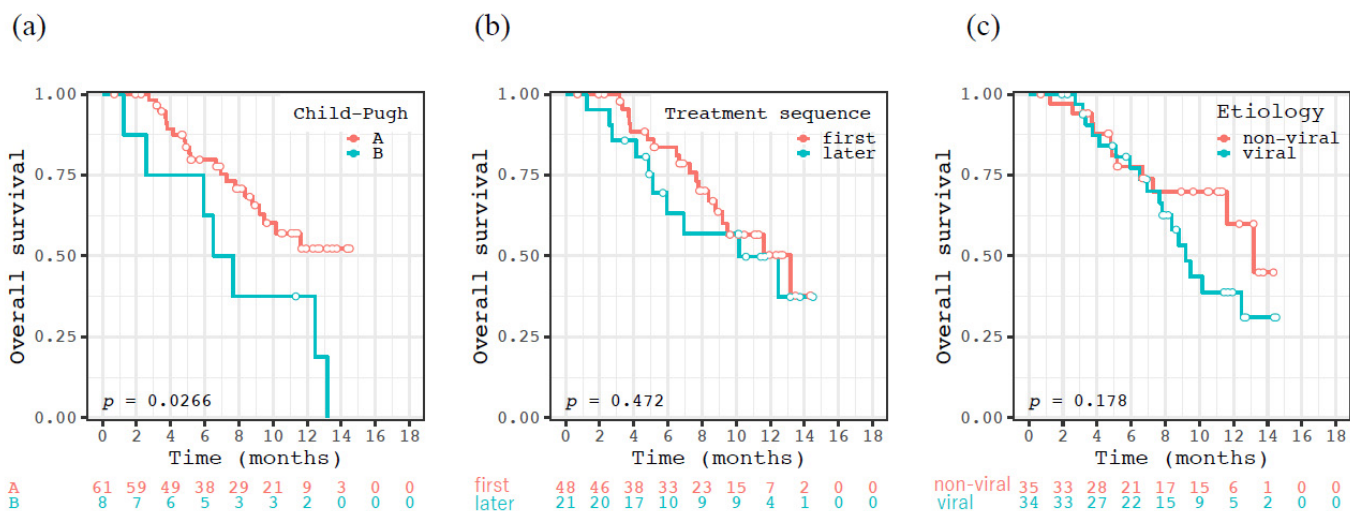 (a)
Overall survival
1.00
0.75
0.50
0.25
0.00
Child-Pugh
A
B
p = 0.0266
0 2 4 6 8 10 12 14 16 18
Time (months)
A 61 59 49 38 29 21 9 3 0 0
B 8 7 6 5 3 3 2 0 0 0
(b)
Overall survival
1.00
0.75
0.50
0.25
0.00
Treatment sequence
first
later
p = 0.472
0 2 4 6 8 10 12 14 16 18
Time (months)
first 48 46 38 33 23 15 7 2 0 0
later 21 20 17 10 9 9 4 1 0 0
(c)
Overall survival
1.00
0.75
0.50
0.25
0.00
Etiology
non-viral
viral
p = 0.178
0 2 4 6 8 10 12 14 16 18
Time (months)
non-viral 35 33 28 21 17 15 6 1 0 0
viral 34 33 27 22 15 9 5 2 0 0